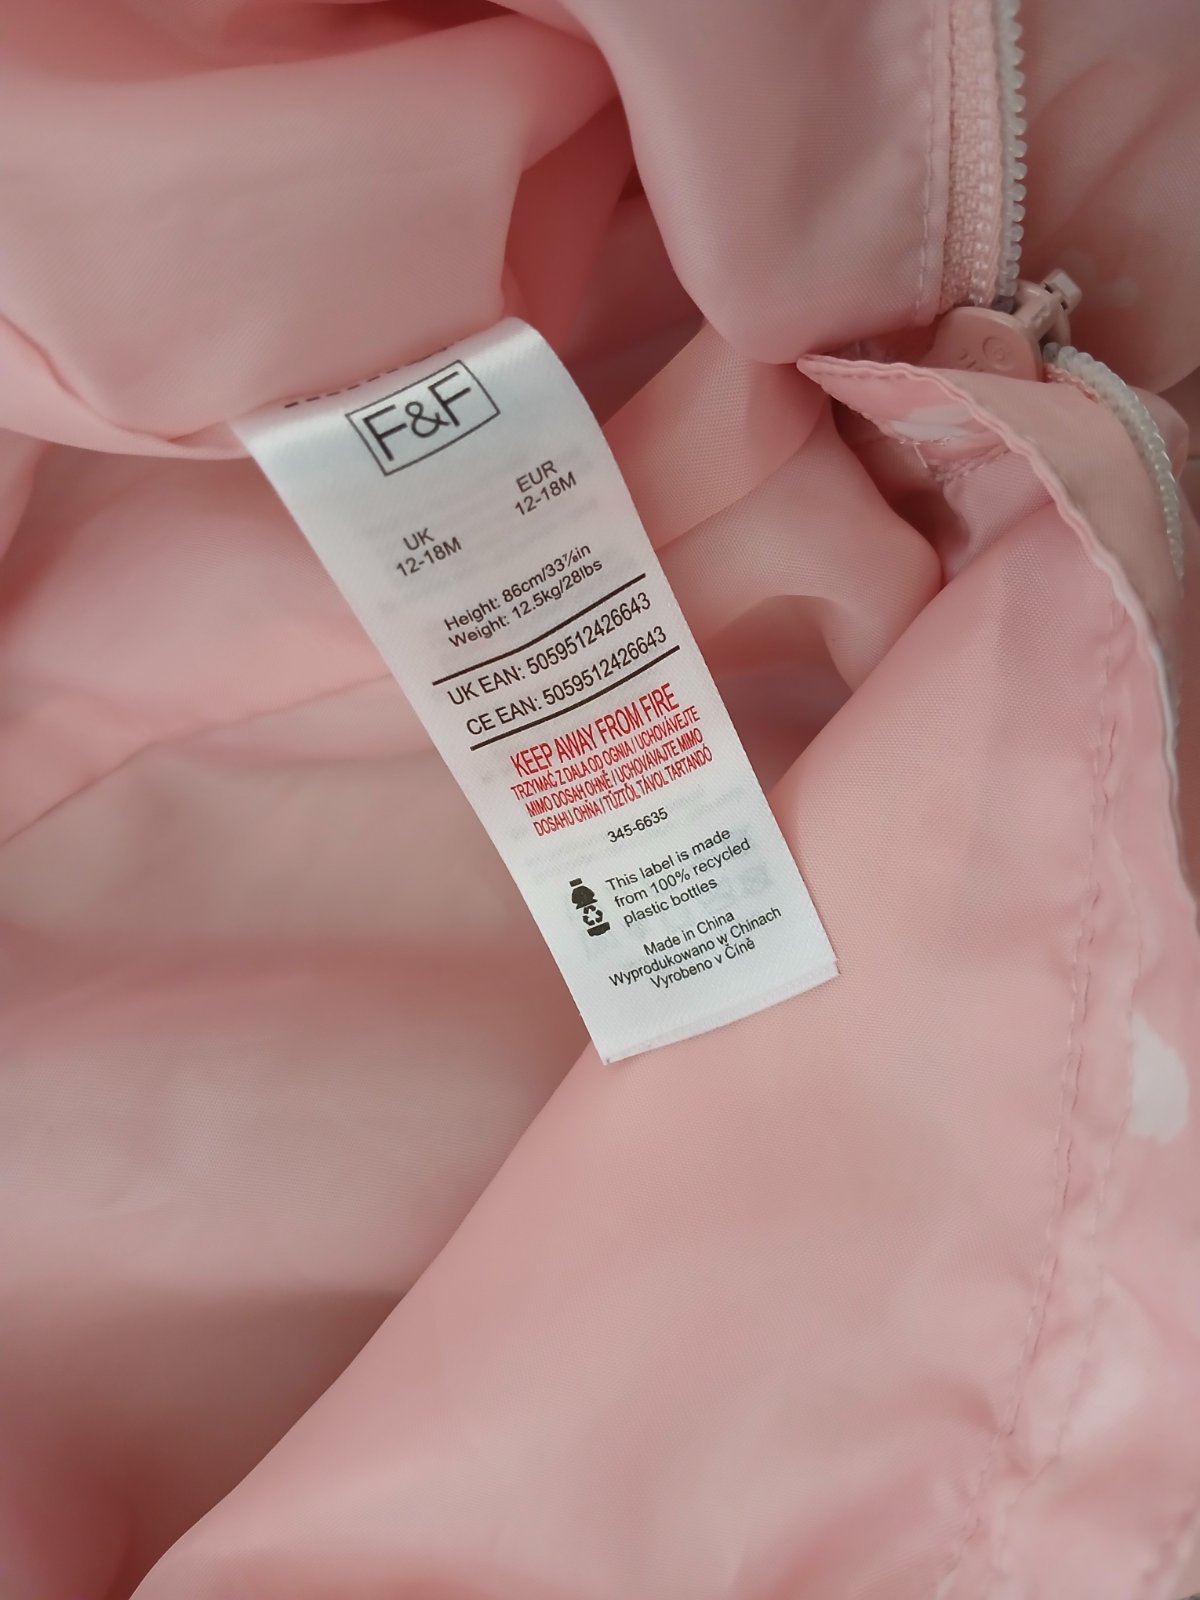 F&F
UK EUR
12-18M 12-18M
Height: 86cm/33⅞in
Weight: 12.5kg/28lbs
UK EAN: 5059512426643
CE EAN: 5059512426643
KEEP AWAY FROM FIRE
TRZYMAĆ Z DALA OD OGNIA / UCHOVÁVEJTE
MIMO DOSAH OHNĚ / UCHOVÁVAJTE MIMO
DOSAHU OHŇA / TŰZTŐL TÁVOL TARTANDÓ
345-6635
This label is made
from 100% recycled
plastic bottles
Made in China
Wyprodukowano w Chinach
Vyrobeno v Číně